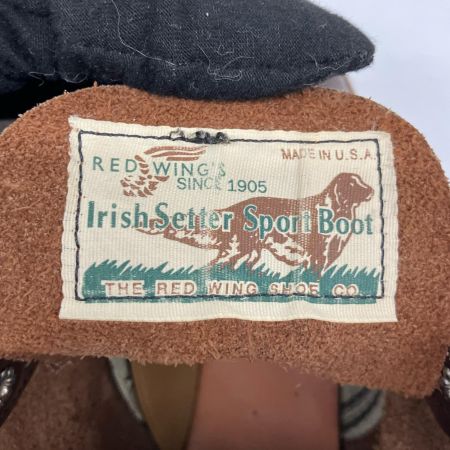 MADE IN U.S.A.
RED WING'S
SINCE 1905
Irish Setter Sport Boot
THE RED WING SHOE CO.